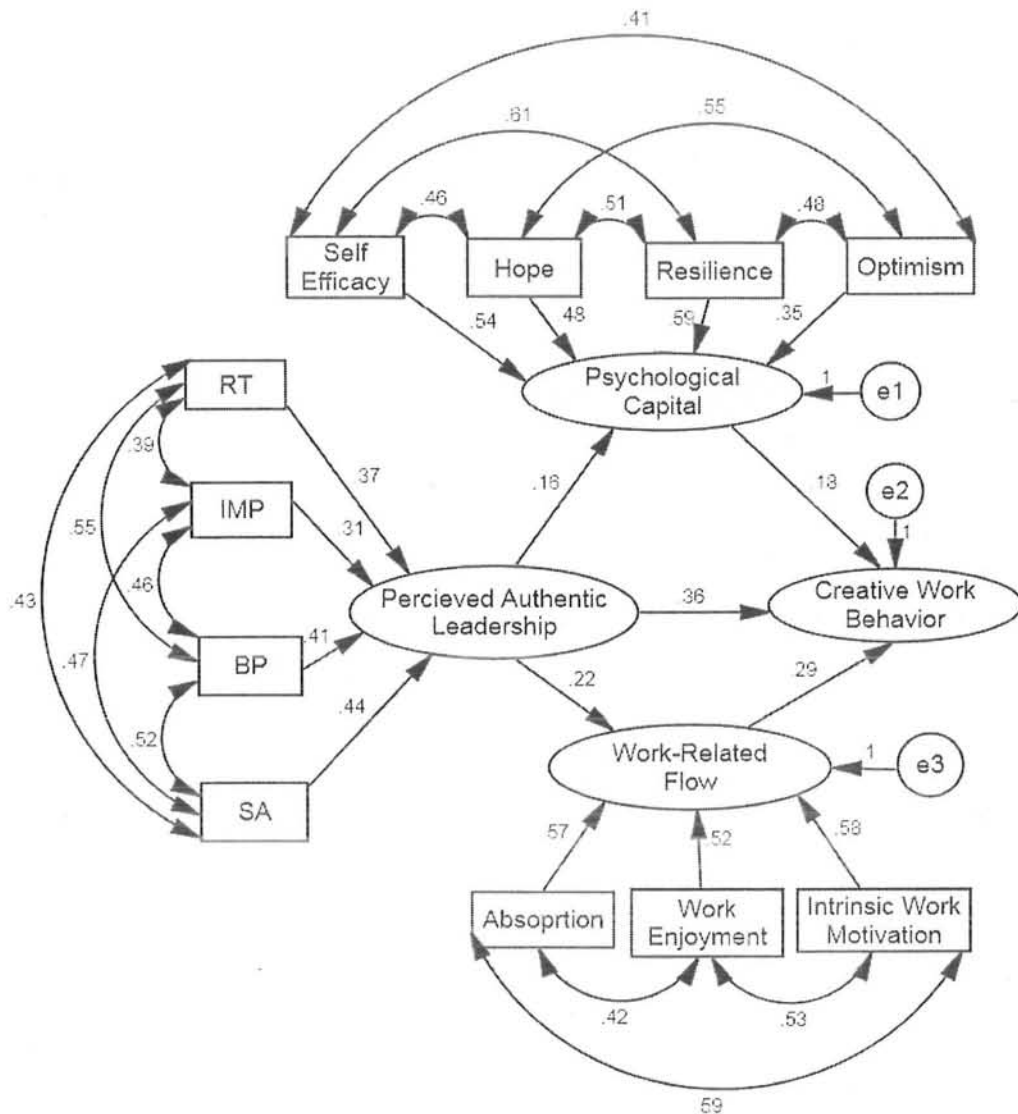 .41
.61
.55
.46
.51
.48
Self
Efficacy
Hope
Resilience
Optimism
.54
.48
.59
.35
RT
Psychological
Capital
1
e1
.39
.37
.16
.18
e2
1
IMP
.31
.55
.46
.43
.47
Percieved Authentic
Leadership
.36
Creative Work
Behavior
BP
.41
.22
.29
.44
.52
SA
Work-Related
Flow
1
e3
.57
.52
.58
Absoprtion
Work
Enjoyment
Intrinsic Work
Motivation
.42
.53
.59